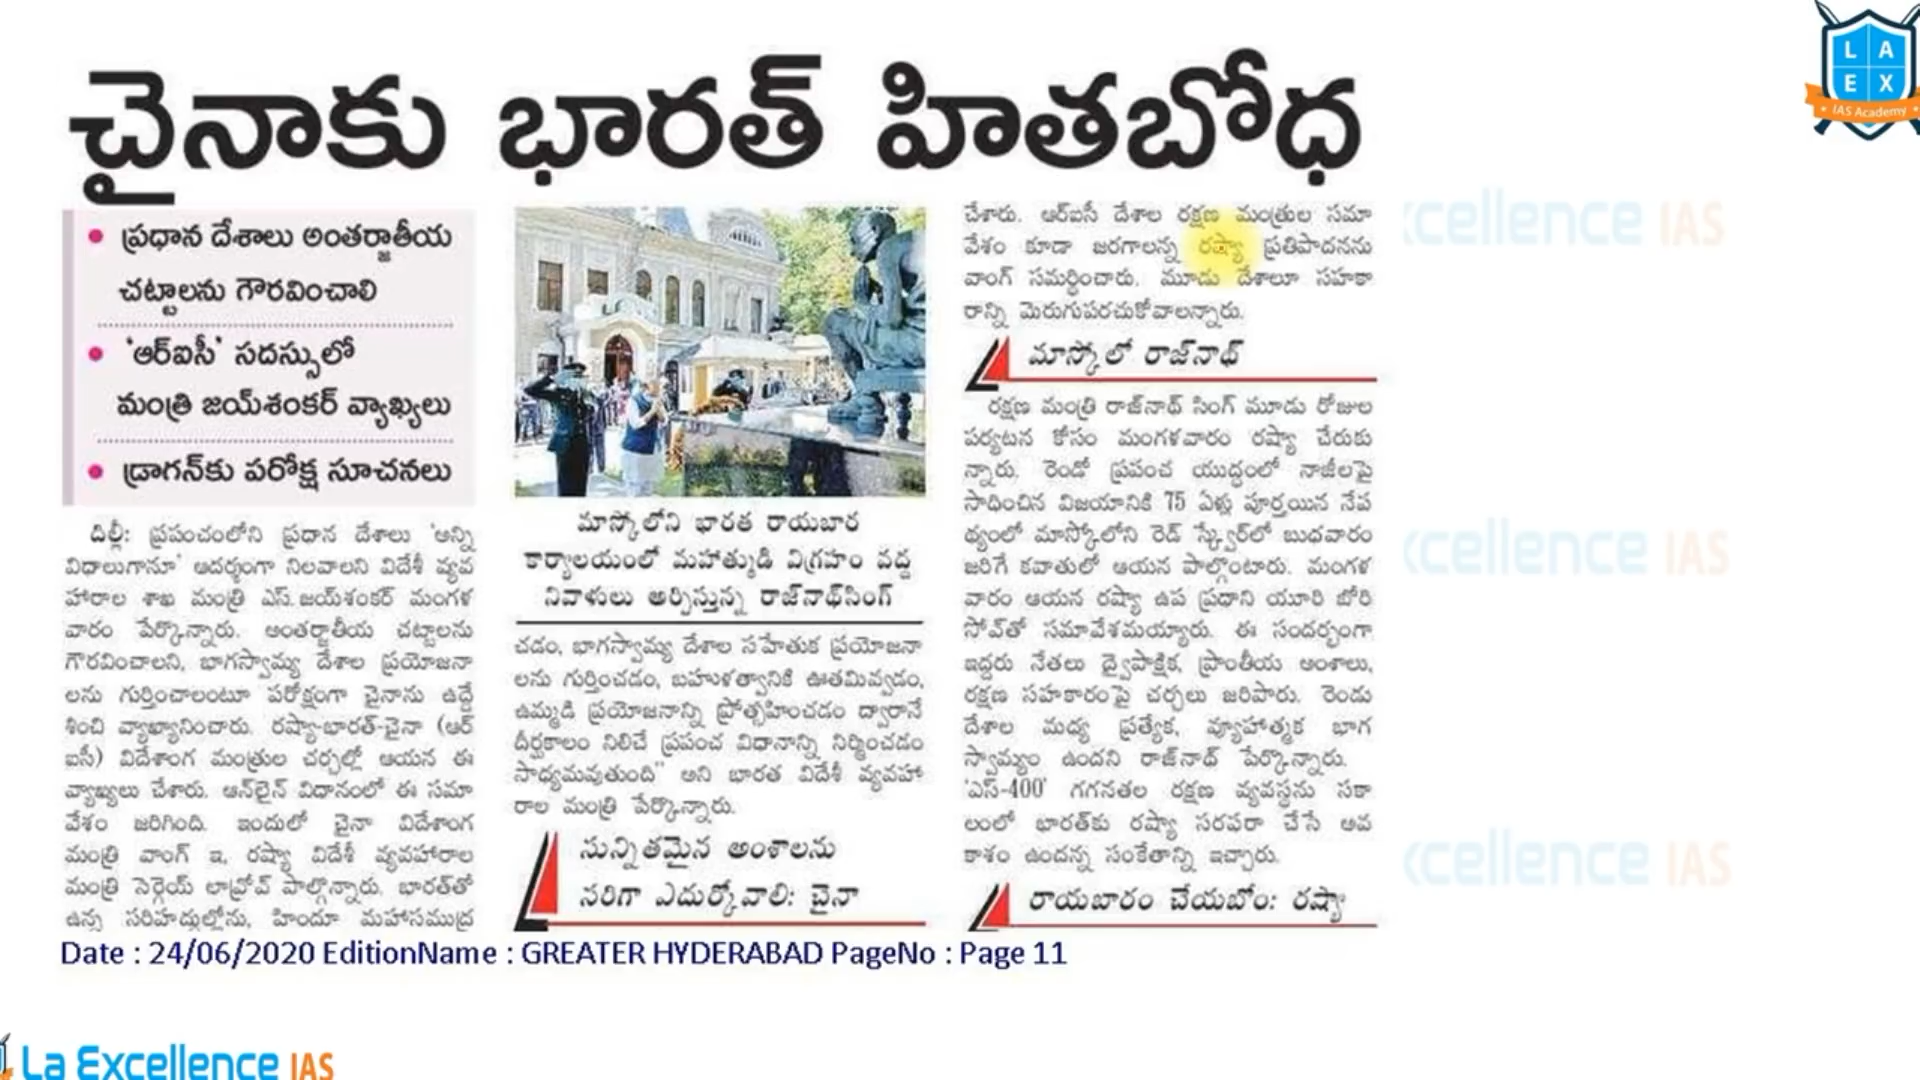 చైనాకు భారత్ హితబోధ
L A
E X
IAS Academy
• ప్రధాన దేశాలు అంతర్జాతీయ
చట్టాలను గౌరవించాలి
• 'ఆర్ఐసీ' సదస్సులో
మంత్రి జయ్‌శంకర్ వ్యాఖ్యలు
• డ్రాగన్‌కు పరోక్ష సూచనలు
దిల్లీ: ప్రపంచంలోని ప్రధాన దేశాలు 'అన్ని
విధాలుగానూ' ఆదర్శంగా నిలవాలని విదేశీ వ్యవ
హారాల శాఖ మంత్రి ఎస్.జయ్‌శంకర్ మంగళ
వారం పేర్కొన్నారు. అంతర్జాతీయ చట్టాలను
గౌరవించాలని, భాగస్వామ్య దేశాల ప్రయోజనా
లను గుర్తించాలంటూ పరోక్షంగా చైనాను ఉద్దే
శించి వ్యాఖ్యానించారు. రష్యా-భారత్-చైనా (ఆర్
ఐసీ) విదేశాంగ మంత్రుల చర్చల్లో ఆయన ఈ
వ్యాఖ్యలు చేశారు. ఆన్‌లైన్ విధానంలో ఈ సమా
వేశం జరిగింది. ఇందులో చైనా విదేశాంగ
మంత్రి వాంగ్ ఇ, రష్యా విదేశీ వ్యవహారాల
మంత్రి సెర్గెయ్ లావ్రోవ్ పాల్గొన్నారు. భారత్‌తో
ఉన్న సరిహద్దుల్లోను, హిందూ మహాసముద్ర
మాస్కోలోని భారత రాయబార
కార్యాలయంలో మహాత్ముడి విగ్రహం వద్ద
నివాళులు అర్పిస్తున్న రాజ్‌నాథ్‌సింగ్
చడం, భాగస్వామ్య దేశాల సహేతుక ప్రయోజనా
లను గుర్తించడం, బహుళత్వానికి ఊతమివ్వడం,
ఉమ్మడి ప్రయోజనాన్ని ప్రోత్సహించడం ద్వారానే
దీర్ఘకాలం నిలిచే ప్రపంచ విధానాన్ని నిర్మించడం
సాధ్యమవుతుంది" అని భారత విదేశీ వ్యవహా
రాల మంత్రి పేర్కొన్నారు.
సున్నితమైన అంశాలను
సరిగా ఎదుర్కోవాలి: చైనా
చేశారు. ఆర్ఐసీ దేశాల రక్షణ మంత్రుల సమా
వేశం కూడా జరగాలన్న రష్యా ప్రతిపాదనను
వాంగ్ సమర్థించారు. మూడు దేశాలూ సహకా
రాన్ని మెరుగుపరచుకోవాలన్నారు.
మాస్కోలో రాజ్‌నాథ్
రక్షణ మంత్రి రాజ్‌నాథ్ సింగ్ మూడు రోజుల
పర్యటన కోసం మంగళవారం రష్యా చేరుకు
న్నారు. రెండో ప్రపంచ యుద్ధంలో నాజీలపై
సాధించిన విజయానికి 75 ఏళ్లు పూర్తయిన నేప
థ్యంలో మాస్కోలోని రెడ్ స్క్వేర్‌లో బుధవారం
జరిగే కవాతులో ఆయన పాల్గొంటారు. మంగళ
వారం ఆయన రష్యా ఉప ప్రధాని యూరి బోరి
సోవ్‌తో సమావేశమయ్యారు. ఈ సందర్భంగా
ఇద్దరు నేతలు ద్వైపాక్షిక, ప్రాంతీయ అంశాలు,
రక్షణ సహకారంపై చర్చలు జరిపారు. రెండు
దేశాల మధ్య ప్రత్యేక, వ్యూహాత్మక భాగ
స్వామ్యం ఉందని రాజ్‌నాథ్ పేర్కొన్నారు.
'ఎస్-400' గగనతల రక్షణ వ్యవస్థను సకా
లంలో భారత్‌కు రష్యా సరఫరా చేసే అవ
కాశం ఉందన్న సంకేతాన్ని ఇచ్చారు.
రాయబారం చేయబోం: రష్యా
xcellence IAS
xcellence IAS
xcellence IAS
Date : 24/06/2020 EditionName : GREATER HYDERABAD PageNo : Page 11
La Excellence IAS